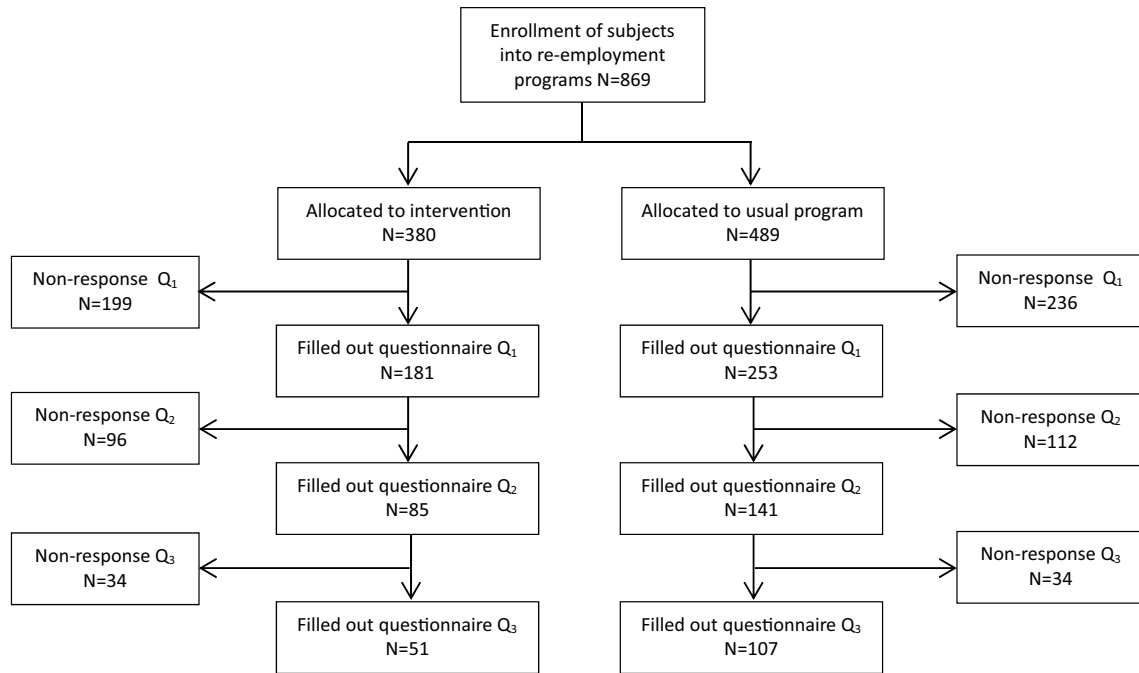 Enrollment of subjects
into re-employment
programs N=869
Allocated to intervention
N=380
Allocated to usual program
N=489
Non-response Q₁
N=199
Non-response Q₁
N=236
Filled out questionnaire Q₁
N=181
Filled out questionnaire Q₁
N=253
Non-response Q₂
N=96
Non-response Q₂
N=112
Filled out questionnaire Q₂
N=85
Filled out questionnaire Q₂
N=141
Non-response Q₃
N=34
Non-response Q₃
N=34
Filled out questionnaire Q₃
N=51
Filled out questionnaire Q₃
N=107